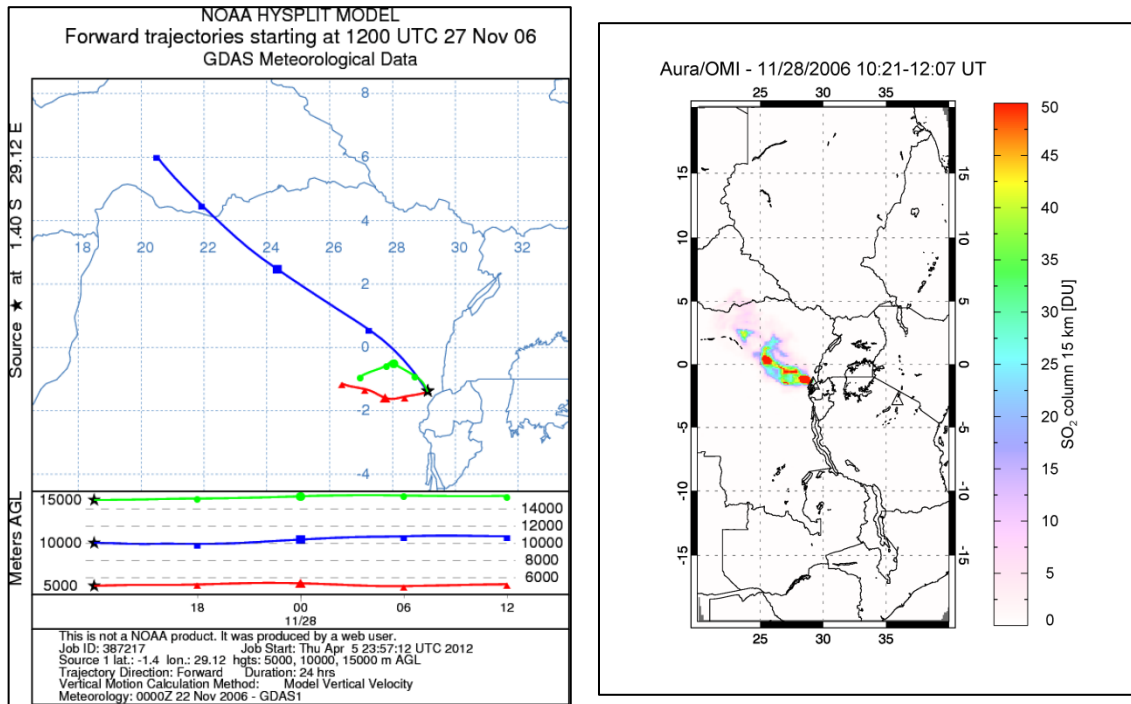 NOAA HYSPLIT MODEL
Forward trajectories starting at 1200 UTC 27 Nov 06
GDAS Meteorological Data
Source ★ at 1.40 S 29.12 E
8
6
4
18 20 22 24 26 28 30 32
2
0
-2
-4
Meters AGL
15000
14000
12000
10000
10000
8000
6000
5000
18 00 06 12
11/28
This is not a NOAA product. It was produced by a web user.
Job ID: 387217 Job Start: Thu Apr 5 23:57:12 UTC 2012
Source 1 lat.: -1.4 lon.: 29.12 hgts: 5000, 10000, 15000 m AGL
Trajectory Direction: Forward Duration: 24 hrs
Vertical Motion Calculation Method: Model Vertical Velocity
Meteorology: 0000Z 22 Nov 2006 - GDAS1
Aura/OMI - 11/28/2006 10:21-12:07 UT
25 30 35
15 15
10 10
5 5
0 0
-5 -5
-10 -10
-15 -15
25 30 35
50
45
40
35
30
25
20
15
10
5
0
SO₂ column 15 km [DU]